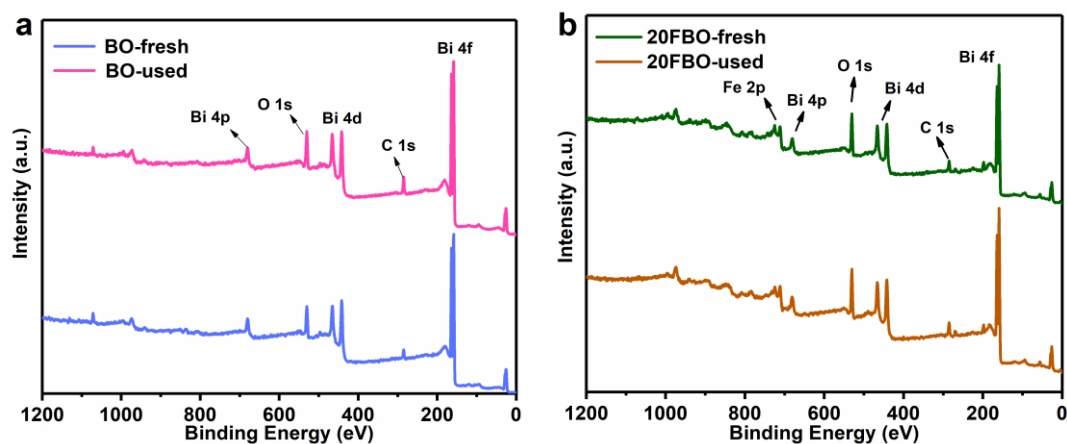 a
BO-fresh
BO-used
Bi 4f
O 1s
Bi 4d
Bi 4p
C 1s
Intensity (a.u.)
1200 1000 800 600 400 200 0
Binding Energy (eV)
b
20FBO-fresh
20FBO-used
Bi 4f
O 1s
Fe 2p
Bi 4p
Bi 4d
C 1s
Intensity (a.u.)
1200 1000 800 600 400 200 0
Binding Energy (eV)